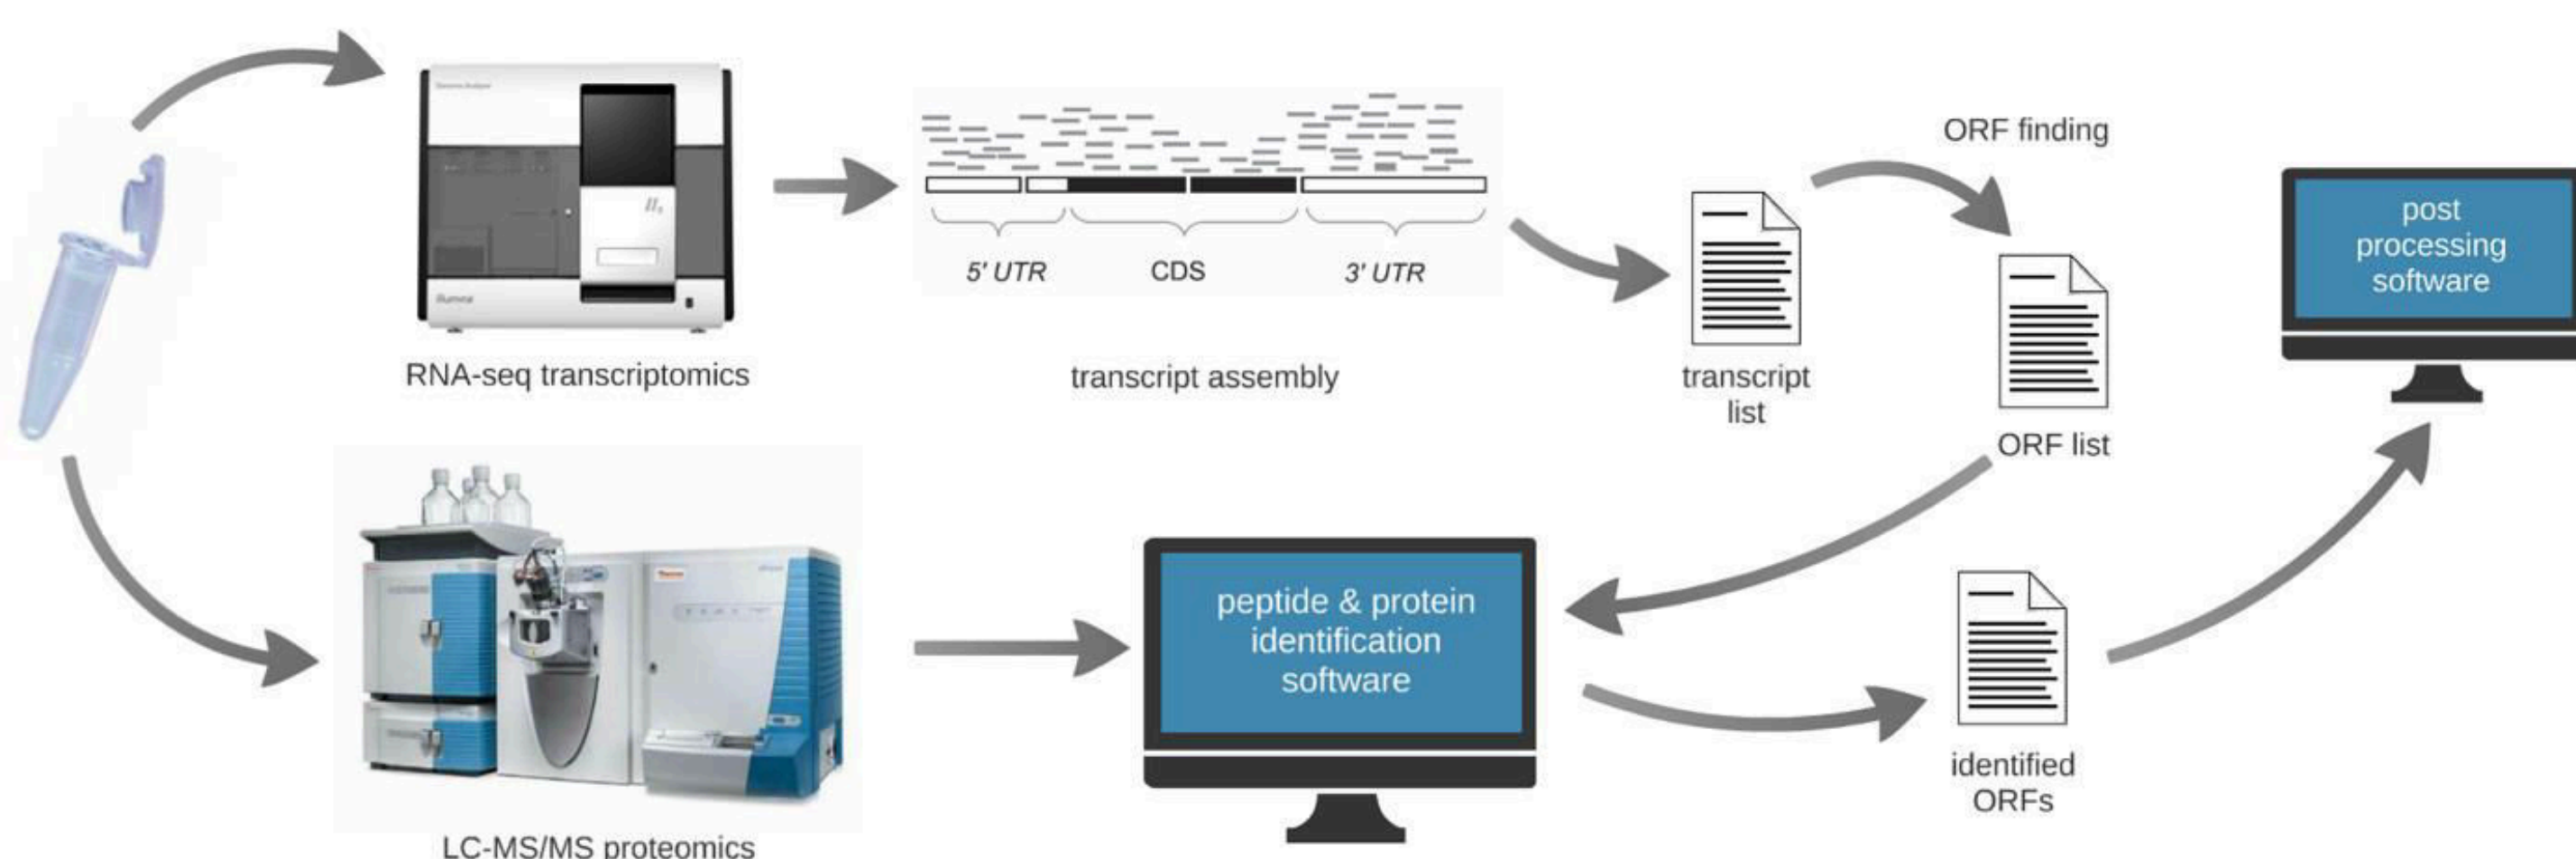 5' UTR
CDS
3' UTR
RNA-seq transcriptomics
transcript assembly
transcript
list
ORF finding
ORF list
post
processing
software
LC-MS/MS proteomics
peptide & protein
identification
software
identified
ORFs